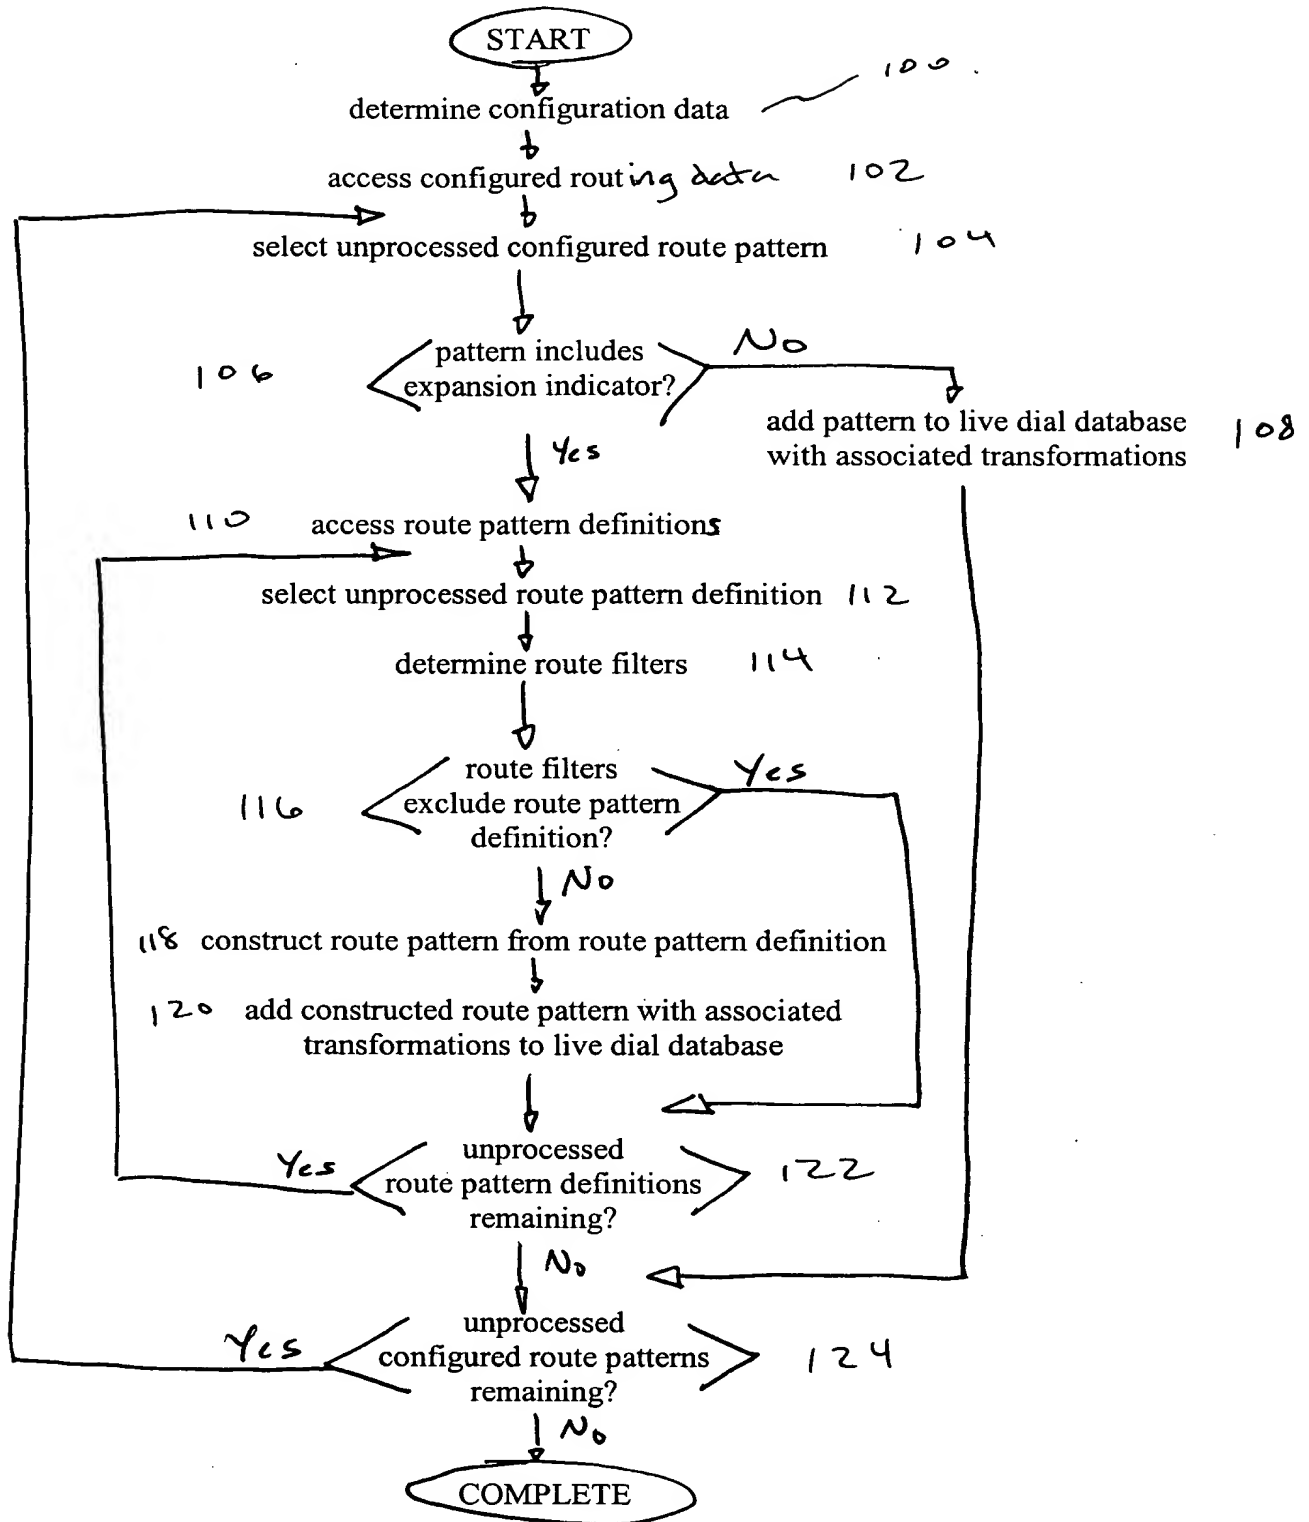 START
100.
determine configuration data
access configured routing data 102
select unprocessed configured route pattern 104
pattern includes No
106 expansion indicator?
add pattern to live dial database 108
with associated transformations
Yes
110 access route pattern definitions
select unprocessed route pattern definition 112
determine route filters 114
route filters Yes
116 exclude route pattern
definition?
No
118 construct route pattern from route pattern definition
120 add constructed route pattern with associated
transformations to live dial database
unprocessed
Yes route pattern definitions 122
remaining?
No
unprocessed
Yes configured route patterns 124
remaining?
No
COMPLETE